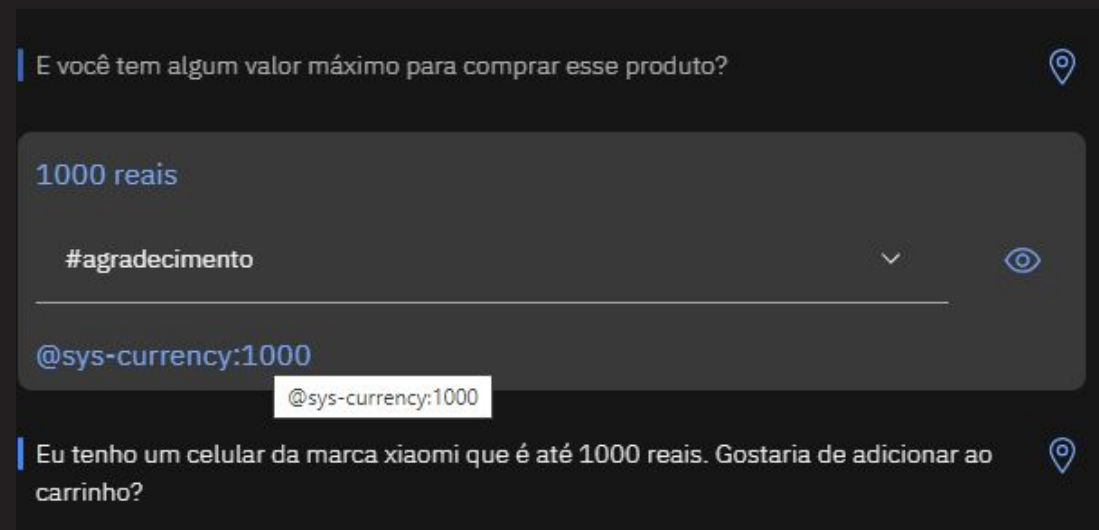 E você tem algum valor máximo para comprar esse produto?
1000 reais
#agradecimento
@sys-currency:1000
@sys-currency:1000
Eu tenho um celular da marca xiaomi que é até 1000 reais. Gostaria de adicionar ao
carrinho?